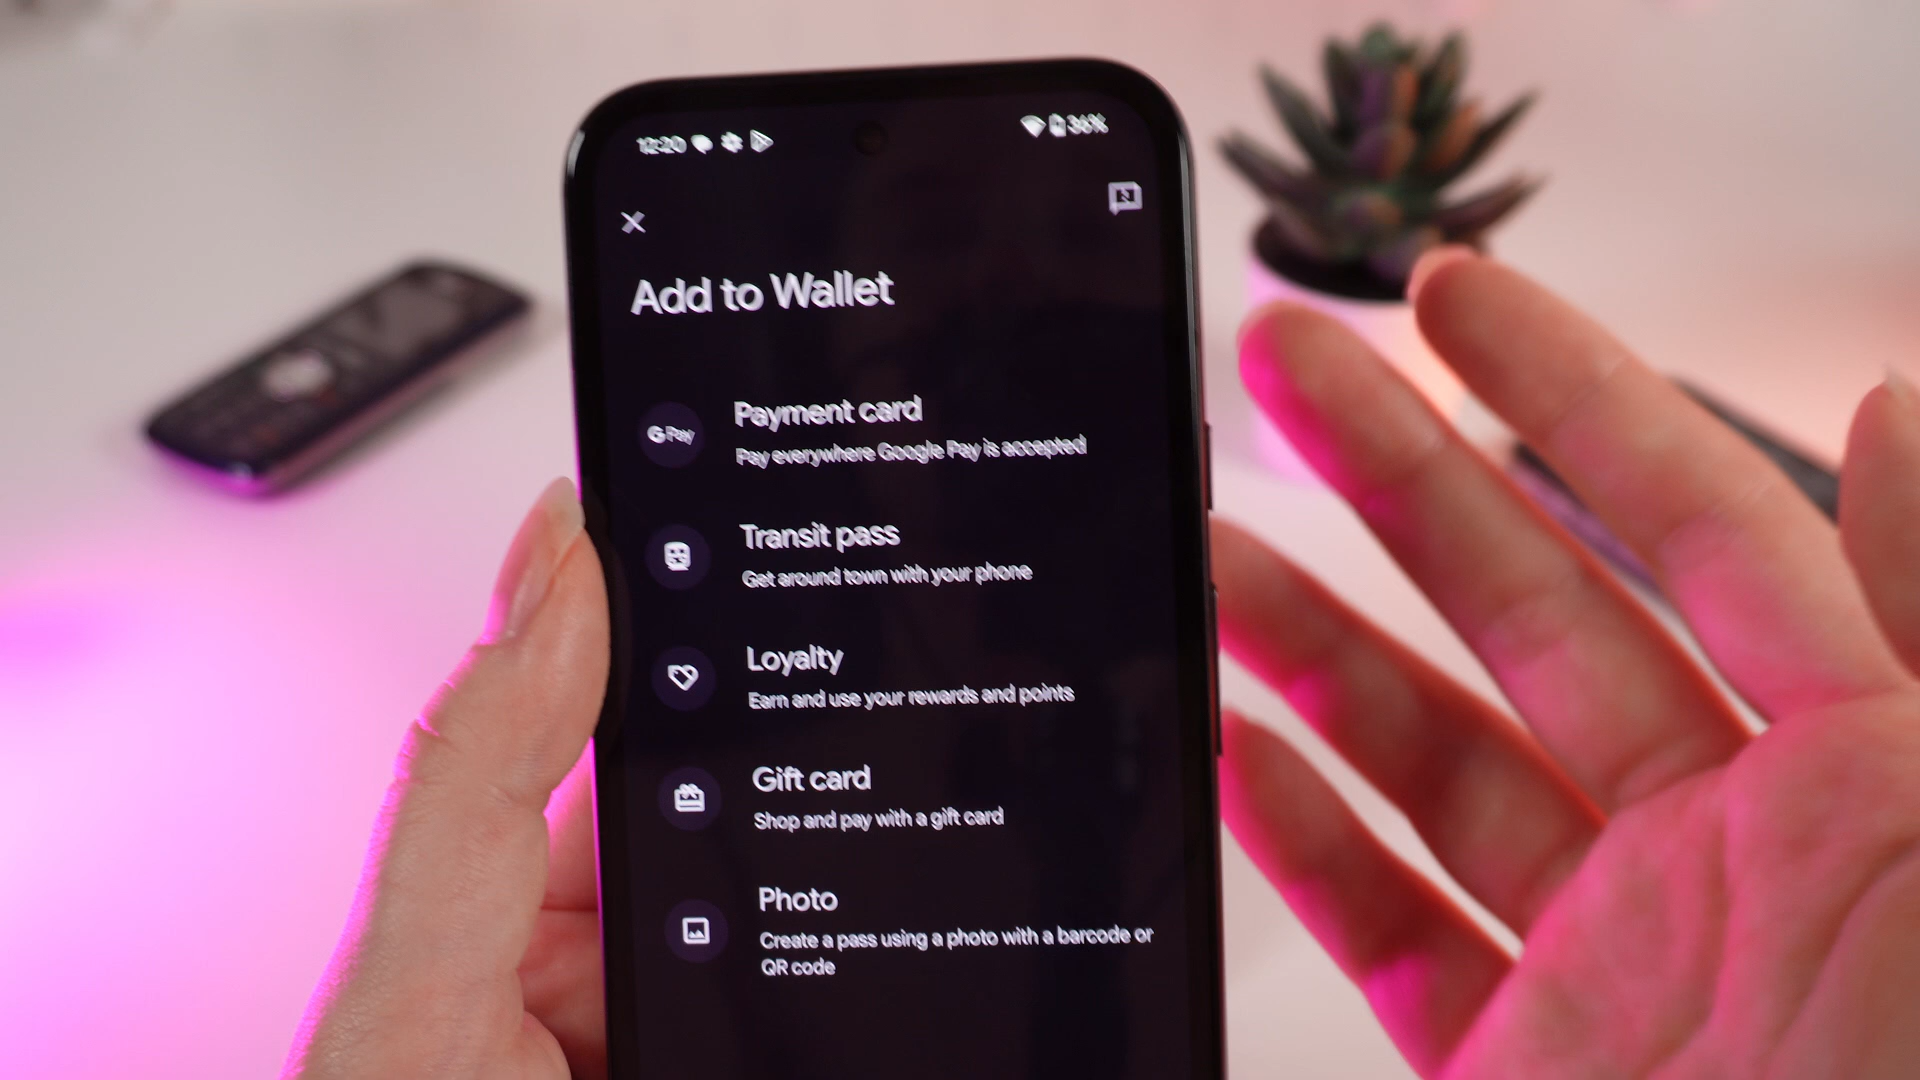 12:20
36%
Add to Wallet
G Pay
Payment card
Pay everywhere Google Pay is accepted
Transit pass
Get around town with your phone
Loyalty
Earn and use your rewards and points
Gift card
Shop and pay with a gift card
Photo
Create a pass using a photo with a barcode or
QR code